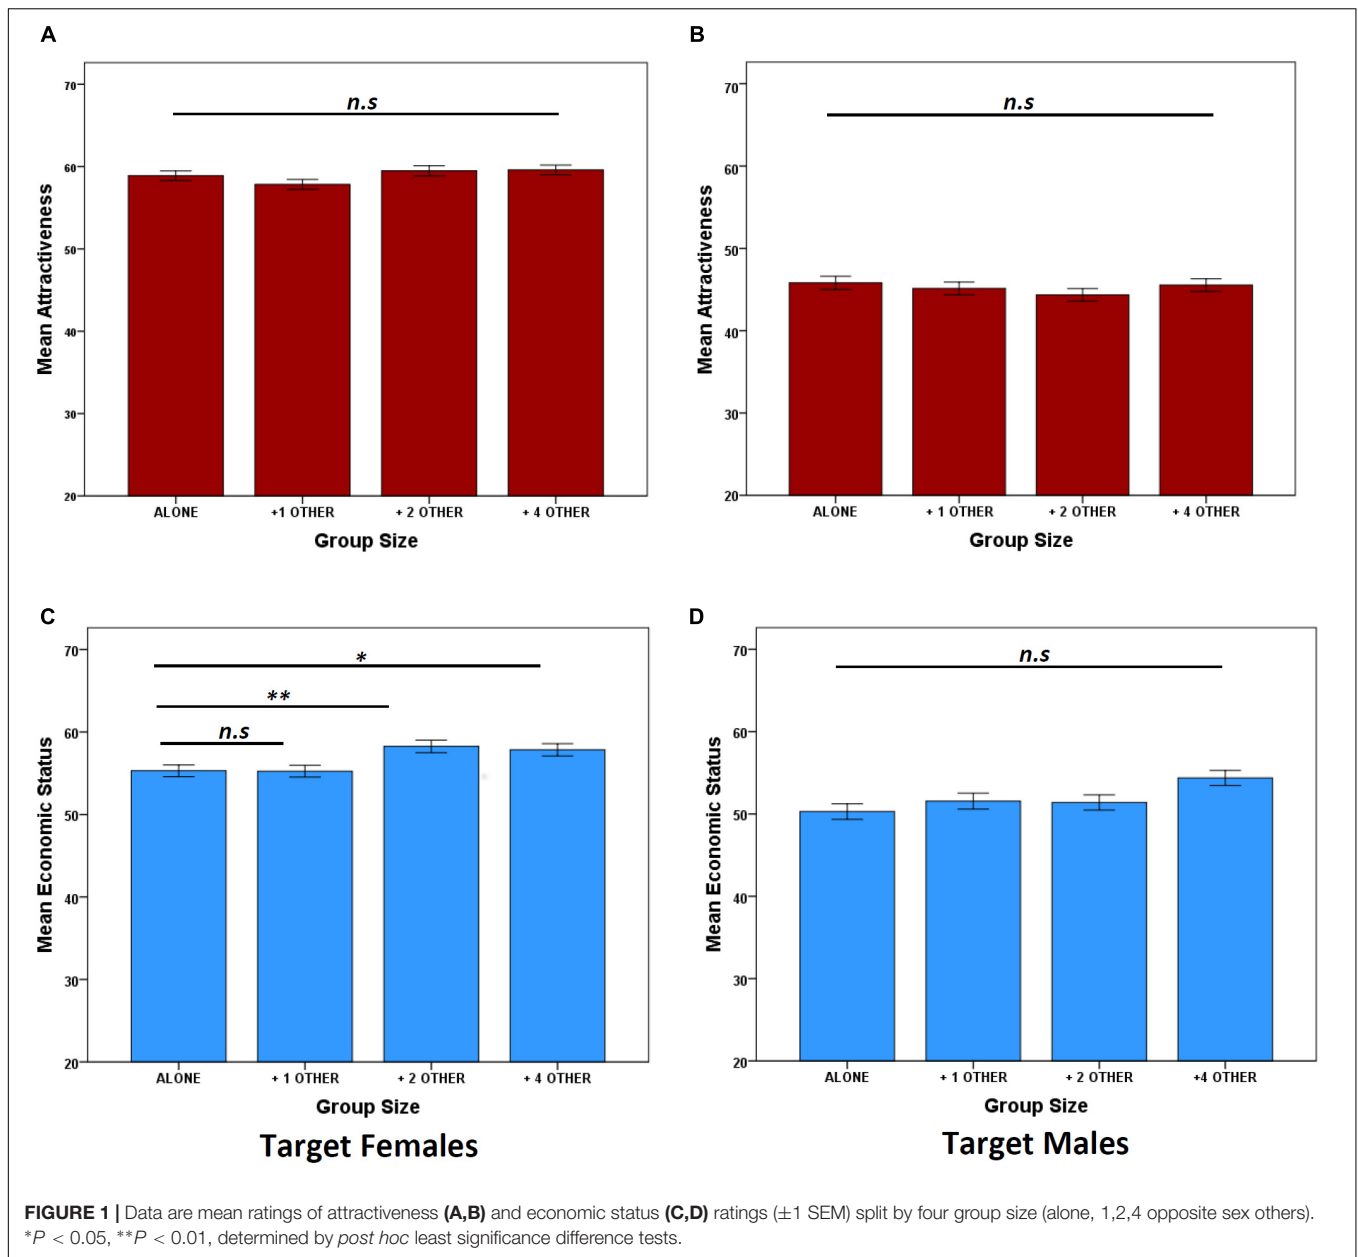 A
70
60
50
40
30
20
Mean Attractiveness
n.s
ALONE +1 OTHER + 2 OTHER + 4 OTHER
Group Size
B
70
60
50
40
30
20
Mean Attractiveness
n.s
ALONE + 1 OTHER + 2 OTHER + 4 OTHER
Group Size
C
70
60
50
40
30
20
Mean Economic Status
*
**
n.s
ALONE + 1 OTHER + 2 OTHER + 4 OTHER
Group Size
Target Females
D
70
60
50
40
30
20
Mean Economic Status
n.s
ALONE + 1 OTHER + 2 OTHER +4 OTHER
Group Size
Target Males
FIGURE 1 | Data are mean ratings of attractiveness (A,B) and economic status (C,D) ratings (±1 SEM) split by four group size (alone, 1,2,4 opposite sex others).
*P < 0.05, **P < 0.01, determined by post hoc least significance difference tests.